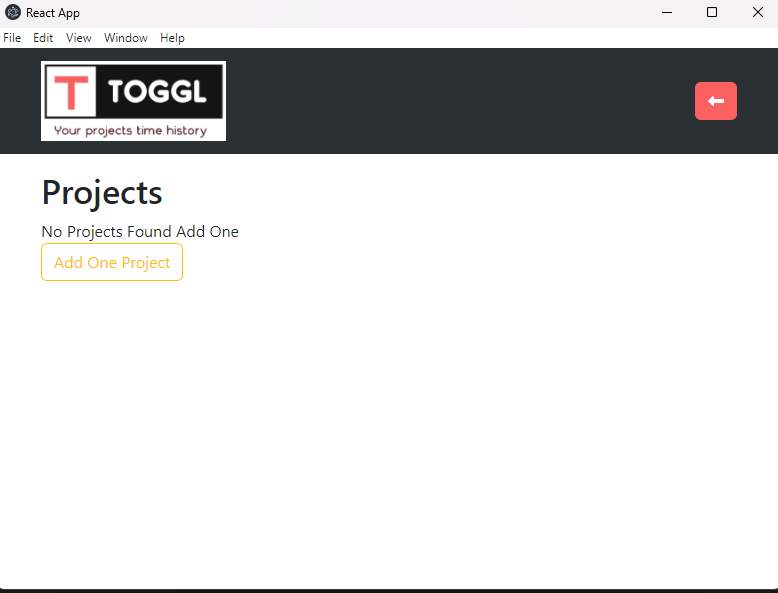 React App
File Edit View Window Help
T TOGGL
Your projects time history
Projects
No Projects Found Add One
Add One Project